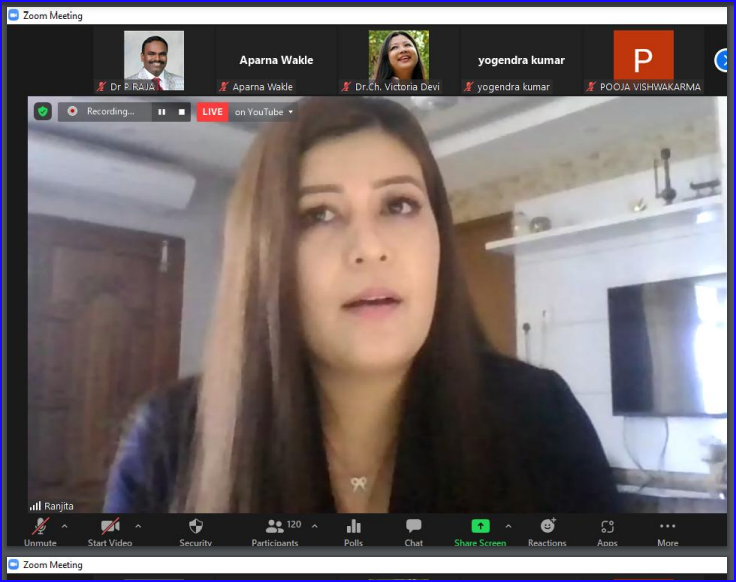 Zoom Meeting
Aparna Wakle
yogendra kumar
P
Dr P.RAJA
Aparna Wakle
Dr.Ch. Victoria Devi
yogendra kumar
POOJA VISHWAKARMA
Recording...
LIVE on YouTube
Ranjita
120
Unmute Start Video Security Participants Polls Chat Share Screen Reactions Apps More
Zoom Meeting